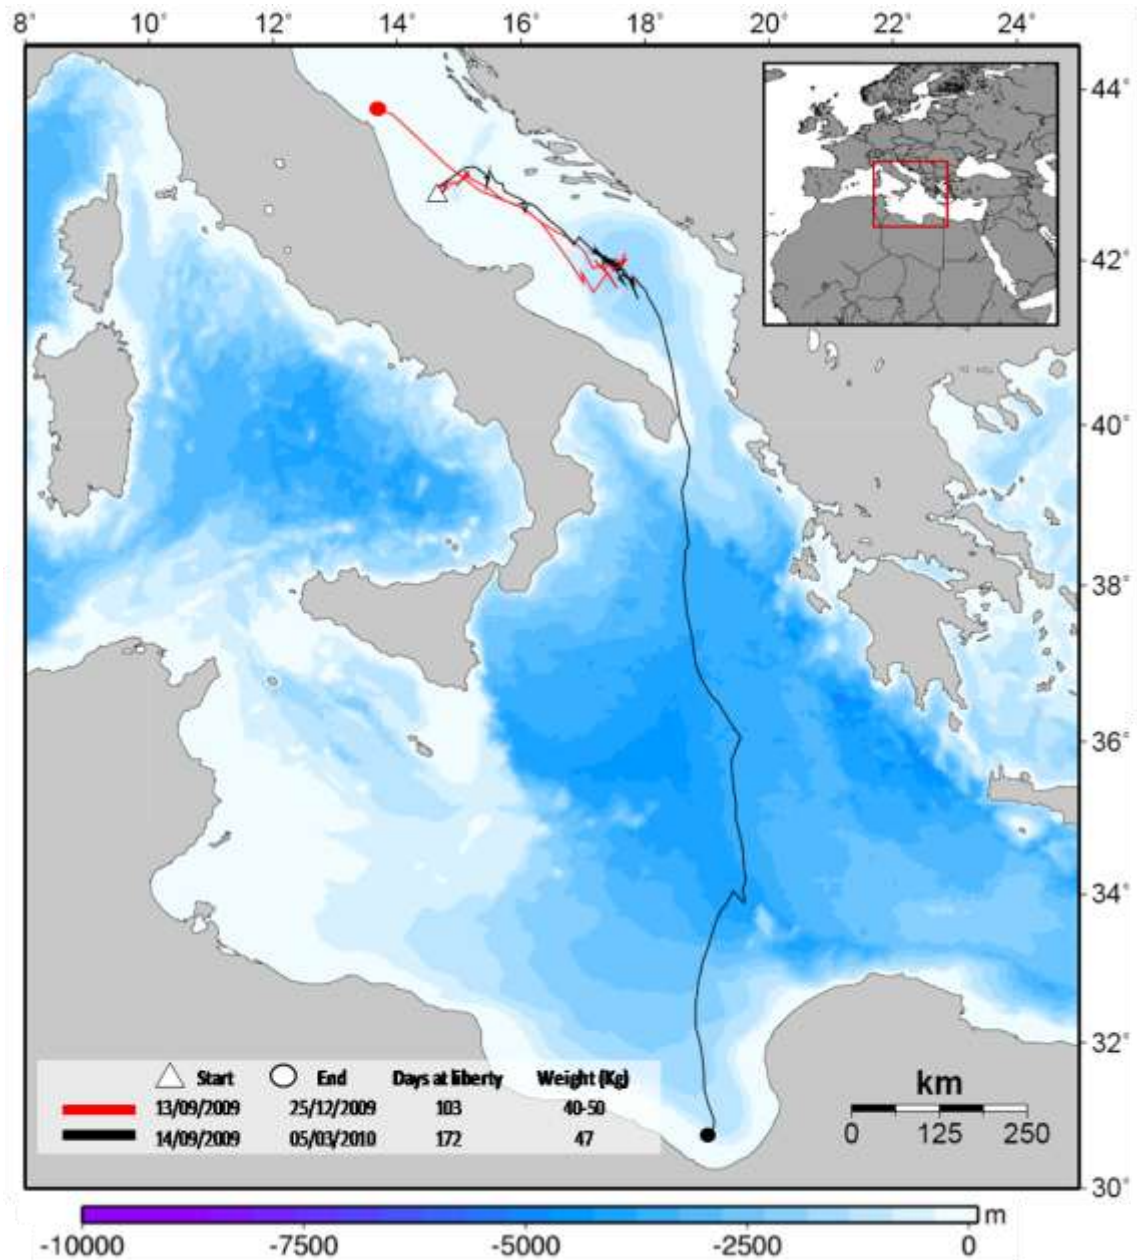 8˚ 10˚ 12˚ 14˚ 16˚ 18˚ 20˚ 22˚ 24˚
44˚
42˚
40˚
38˚
36˚
34˚
32˚
30˚
Start End Days at liberty Weight (Kg)
13/09/2009 25/12/2009 103 40-50
14/09/2009 05/03/2010 172 47
km
0 125 250
m
-10000 -7500 -5000 -2500 0